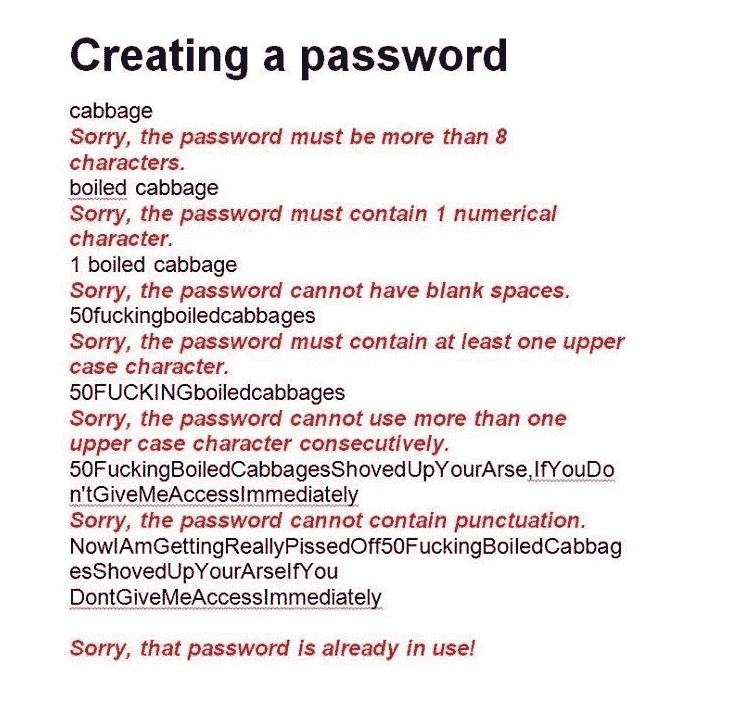 Creating a password
cabbage
Sorry, the password must be more than 8
characters.
boiled cabbage
Sorry, the password must contain 1 numerical
character.
1 boiled cabbage
Sorry, the password cannot have blank spaces.
50fuckingboiledcabbages
Sorry, the password must contain at least one upper
case character.
50FUCKINGboiledcabbages
Sorry, the password cannot use more than one
upper case character consecutively.
50FuckingBoiledCabbagesShovedUpYourArse,IfYouDo
n'tGiveMeAccessImmediately
Sorry, the password cannot contain punctuation.
NowIAmGettingReallyPissedOff50FuckingBoiledCabbag
esShovedUpYourArseIfYou
DontGiveMeAccessImmediately
Sorry, that password is already in use!